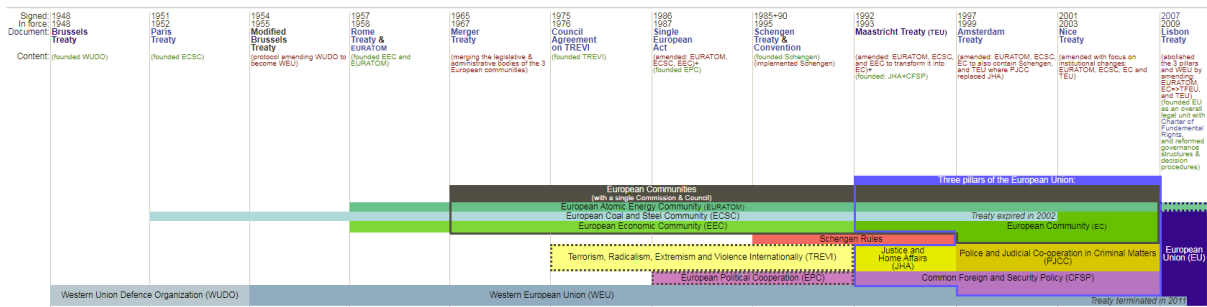 Signed: 1948 1951 1954 1957 1965 1975 1986 1985+90 1992 1997 2001 2007
In force: 1948 1952 1955 1958 1967 1976 1987 1995 1993 1999 2003 2009
Document: Brussels Treaty
Paris Treaty
Modified Brussels Treaty
Rome Treaty & EURATOM
Merger Treaty
Council Agreement on TREVI
Single European Act
Schengen Treaty & Convention
Maastricht Treaty (TEU)
Amsterdam Treaty
Nice Treaty
Lisbon Treaty
Content: (founded WUDO)
(founded ECSC)
(protocol amending WUDO to
become WEU)
(founded EEC and
EURATOM)
(merging the legislative &
administrative bodies of the 3
European communities)
(founded TREVI)
(amended: EURATOM,
ECSC, EEC)+
(founded EPC)
(founded Schengen)
(implemented Schengen)
(amended: EURATOM, ECSC,
and EEC to transform it into
EC)+
(founded: JHA+CFSP)
(amended: EURATOM, ECSC,
EC to also contain Schengen,
and TEU where PJCC
replaced JHA)
(amended with focus on
institutional changes:
EURATOM, ECSC, EC and
TEU)
(abolished
the 3 pillars
and WEU by
amending:
EURATOM,
EC=>TFEU,
and TEU)
(founded EU
as an overall
legal unit with
Charter of
Fundamental
Rights,
and reformed
governance
structures &
decision
procedures)
Three pillars of the European Union:
European Communities
(with a single Commission & Council)
European Atomic Energy Community (EURATOM)
European Coal and Steel Community (ECSC)
Treaty expired in 2002
European Economic Community (EEC)
European Community (EC)
Schengen Rules
Terrorism, Radicalism, Extremism and Violence Internationally (TREVI)
Justice and
Home Affairs
(JHA)
Police and Judicial Co-operation in Criminal Matters
(PJCC)
European
Union (EU)
European Political Cooperation (EPC)
Common Foreign and Security Policy (CFSP)
Western Union Defence Organization (WUDO)
Western European Union (WEU)
Treaty terminated in 2011